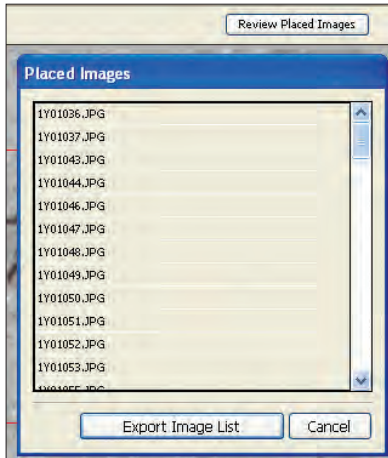 Review Placed Images
Placed Images
1Y01036.JPG
1Y01037.JPG
1Y01043.JPG
1Y01044.JPG
1Y01046.JPG
1Y01047.JPG
1Y01048.JPG
1Y01049.JPG
1Y01050.JPG
1Y01051.JPG
1Y01052.JPG
1Y01053.JPG
Export Image List
Cancel